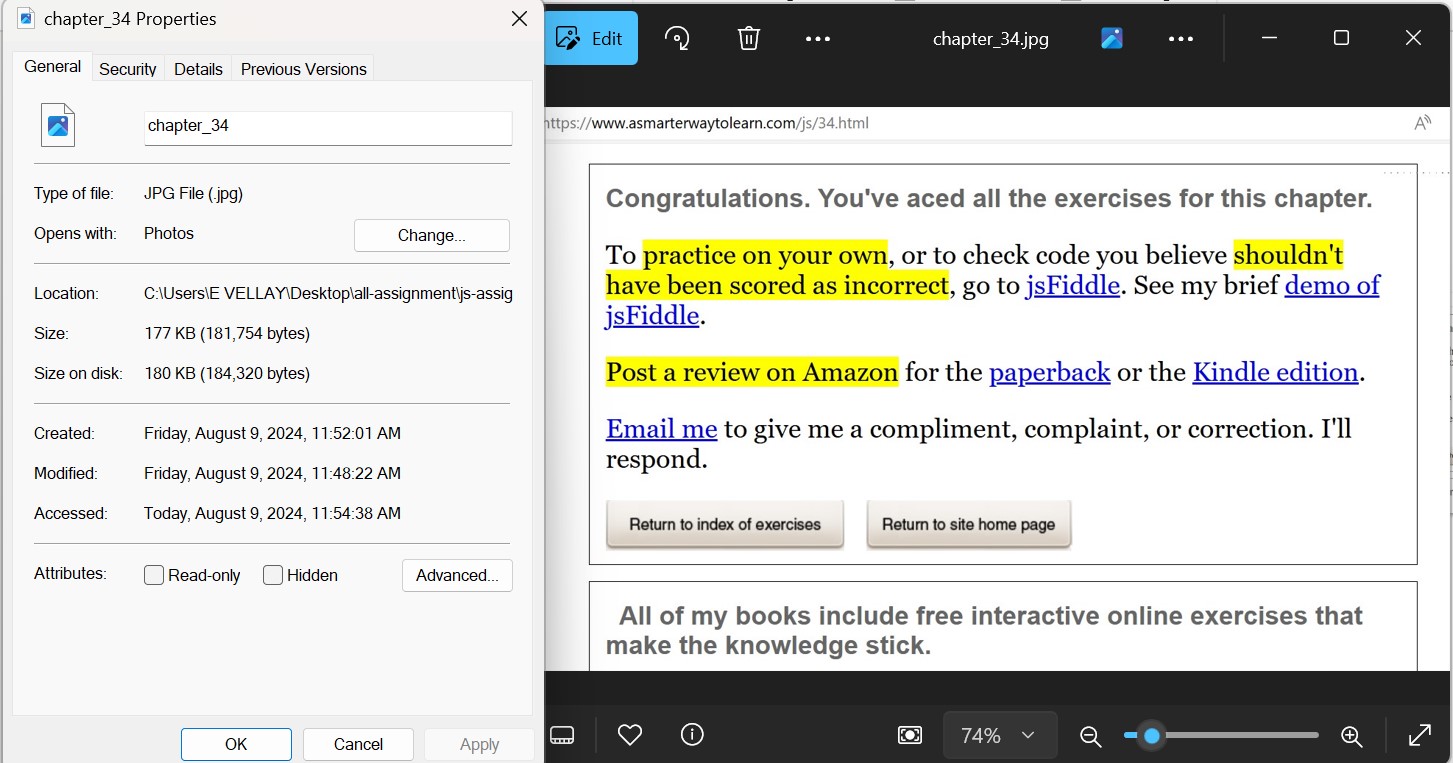 chapter_34 Properties
General
Security
Details
Previous Versions
chapter_34
Type of file:
JPG File (.jpg)
Opens with:
Photos
Change...
Location:
C:\Users\E VELLAY\Desktop\all-assignment\js-assig
Size:
177 KB (181,754 bytes)
Size on disk:
180 KB (184,320 bytes)
Created:
Friday, August 9, 2024, 11:52:01 AM
Modified:
Friday, August 9, 2024, 11:48:22 AM
Accessed:
Today, August 9, 2024, 11:54:38 AM
Attributes:
Read-only
Hidden
Advanced...
OK
Cancel
Apply
Edit
chapter_34.jpg
https://www.asmarterwaytolearn.com/js/34.html
Congratulations. You've aced all the exercises for this chapter.
To practice on your own, or to check code you believe shouldn't
have been scored as incorrect, go to jsFiddle. See my brief demo of
jsFiddle.
Post a review on Amazon for the paperback or the Kindle edition.
Email me to give me a compliment, complaint, or correction. I'll
respond.
Return to index of exercises
Return to site home page
All of my books include free interactive online exercises that
make the knowledge stick.
74%